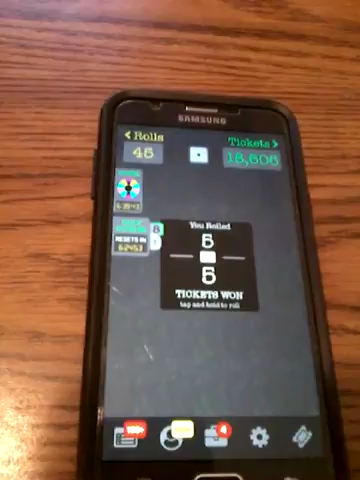 SAMSUNG
< Rolls
Tickets >
45
18,606
RESETS IN
You Rolled
5
5
TICKETS WON
tap and hold to roll
4